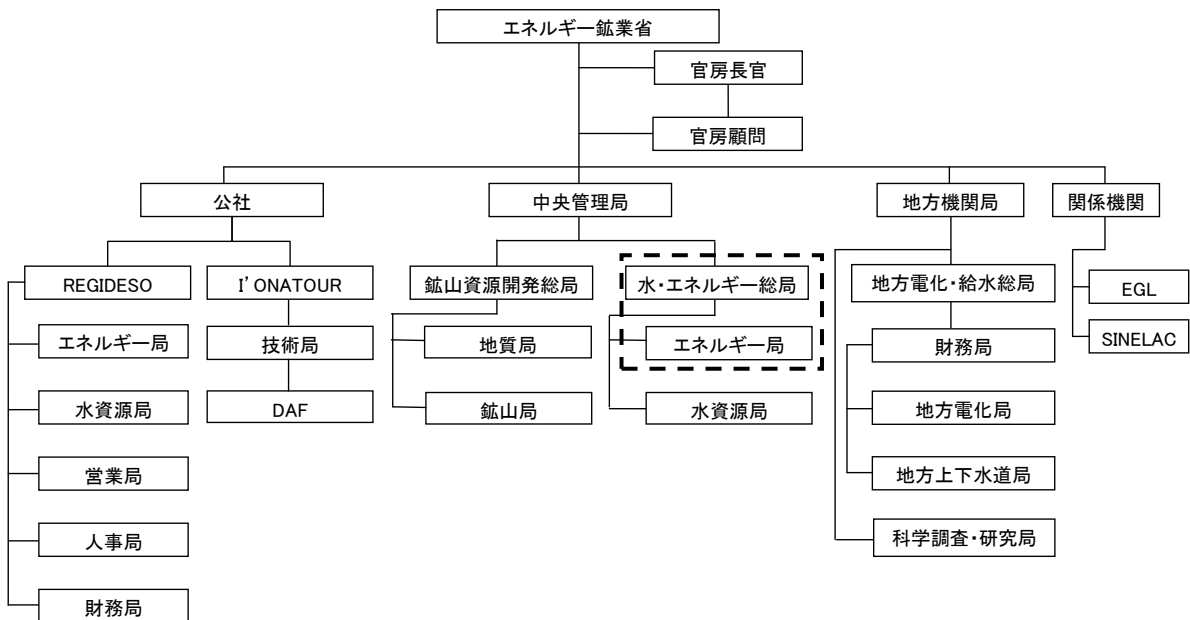 エネルギー鉱業省
官房長官
官房顧問
公社
中央管理局
地方機関局
関係機関
REGIDESO
I' ONATOUR
鉱山資源開発総局
水・エネルギー総局
地方電化・給水総局
EGL
エネルギー局
技術局
地質局
エネルギー局
財務局
SINELAC
水資源局
DAF
鉱山局
水資源局
地方電化局
営業局
地方上下水道局
人事局
科学調査・研究局
財務局